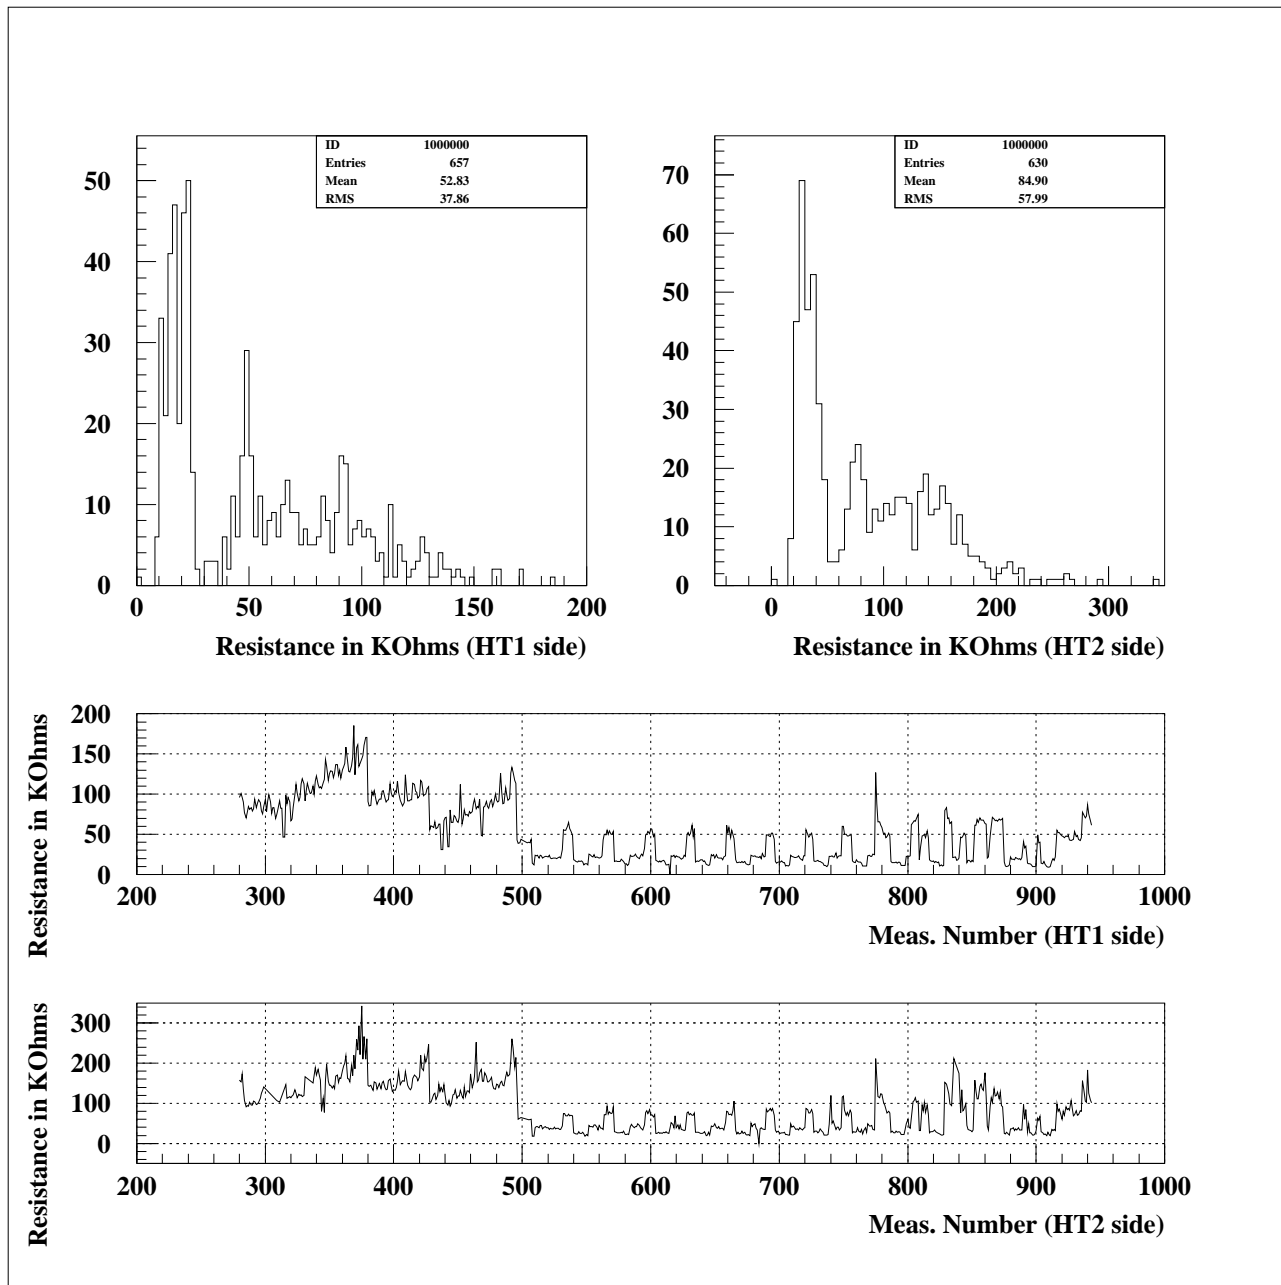 ID 1000000
Entries 657
Mean 52.83
RMS 37.86
50
40
30
20
10
0
0 50 100 150 200
Resistance in KOhms (HT1 side)
ID 1000000
Entries 630
Mean 84.90
RMS 57.99
70
60
50
40
30
20
10
0
0 100 200 300
Resistance in KOhms (HT2 side)
Resistance in KOhms
200
150
100
50
0
200 300 400 500 600 700 800 900 1000
Meas. Number (HT1 side)
Resistance in KOhms
300
200
100
0
200 300 400 500 600 700 800 900 1000
Meas. Number (HT2 side)